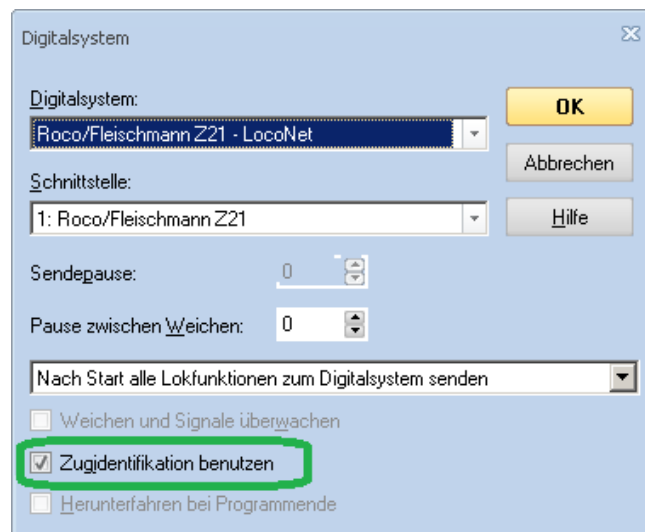 Digitalsystem
Digitalsystem:
Roco/Fleischmann Z21 - LocoNet
OK
Abbrechen
Schnittstelle:
1: Roco/Fleischmann Z21
Hilfe
Sendepause:
0
Pause zwischen Weichen:
0
Nach Start alle Lokfunktionen zum Digitalsystem senden
Weichen und Signale überwachen
Zugidentifikation benutzen
Herunterfahren bei Programmende